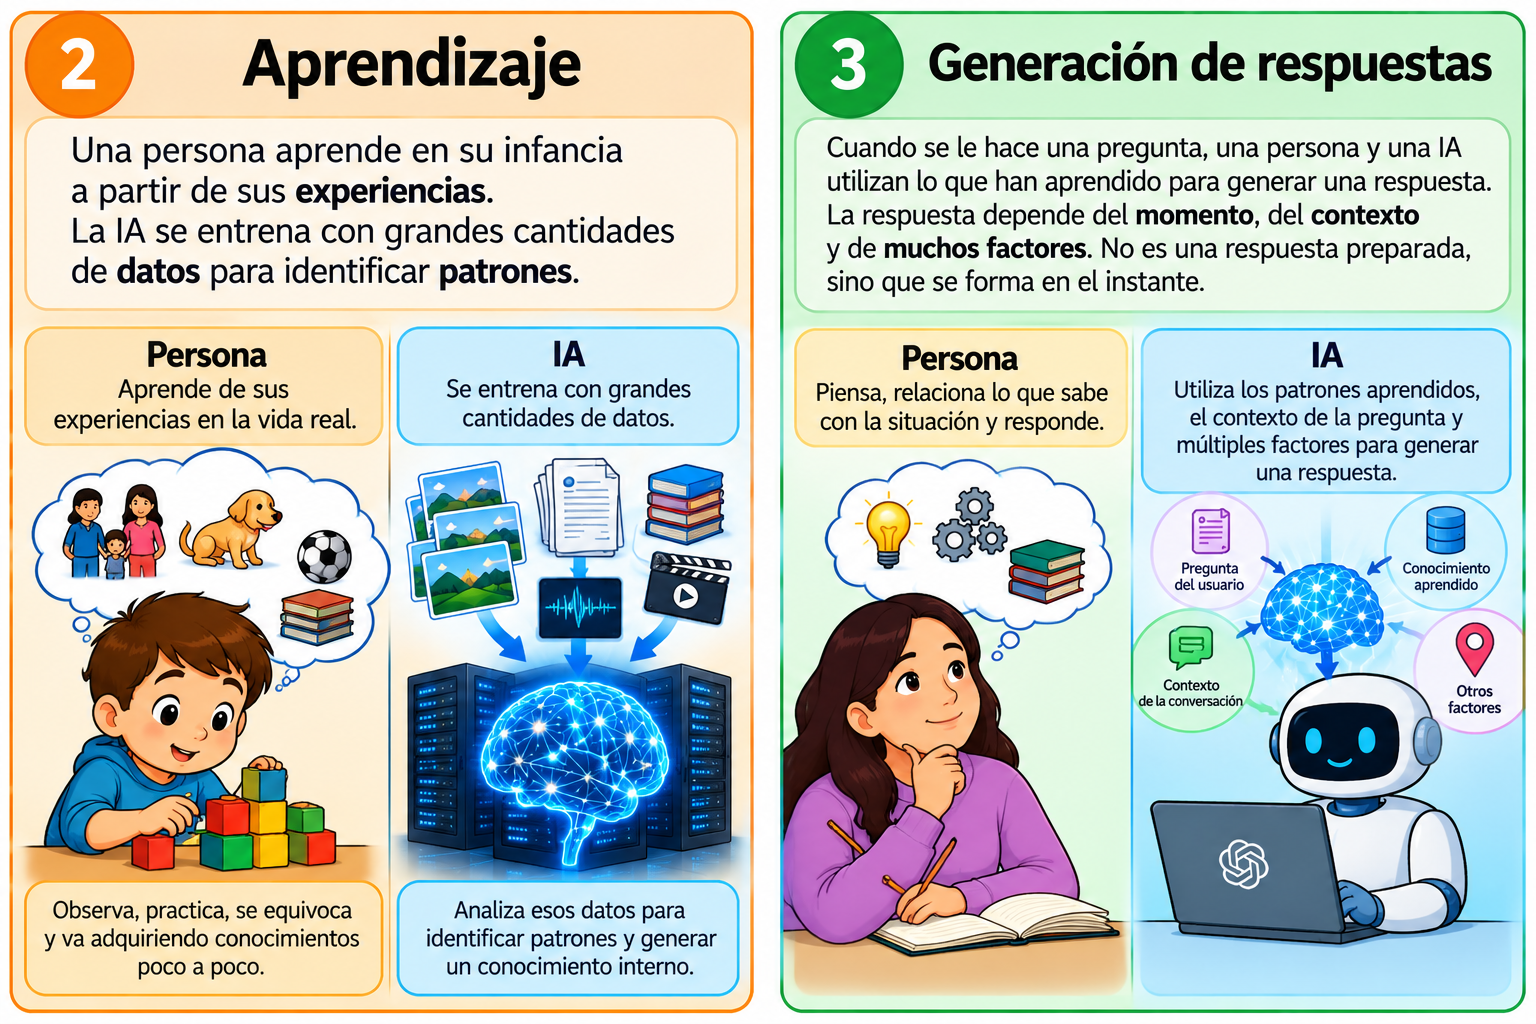 2
Aprendizaje
Una persona aprende en su infancia
a partir de sus experiencias.
La IA se entrena con grandes cantidades
de datos para identificar patrones.
Persona
Aprende de sus
experiencias en la vida real.
IA
Se entrena con grandes
cantidades de datos.
Observa, practica, se equivoca
y va adquiriendo conocimientos
poco a poco.
Analiza esos datos para
identificar patrones y generar
un conocimiento interno.
3
Generación de respuestas
Cuando se le hace una pregunta, una persona y una IA
utilizan lo que han aprendido para generar una respuesta.
La respuesta depende del momento, del contexto
y de muchos factores. No es una respuesta preparada,
sino que se forma en el instante.
Persona
Piensa, relaciona lo que sabe
con la situación y responde.
IA
Utiliza los patrones aprendidos,
el contexto de la pregunta y
múltiples factores para generar
una respuesta.
Pregunta
del usuario
Conocimiento
aprendido
Contexto
de la conversación
Otros
factores